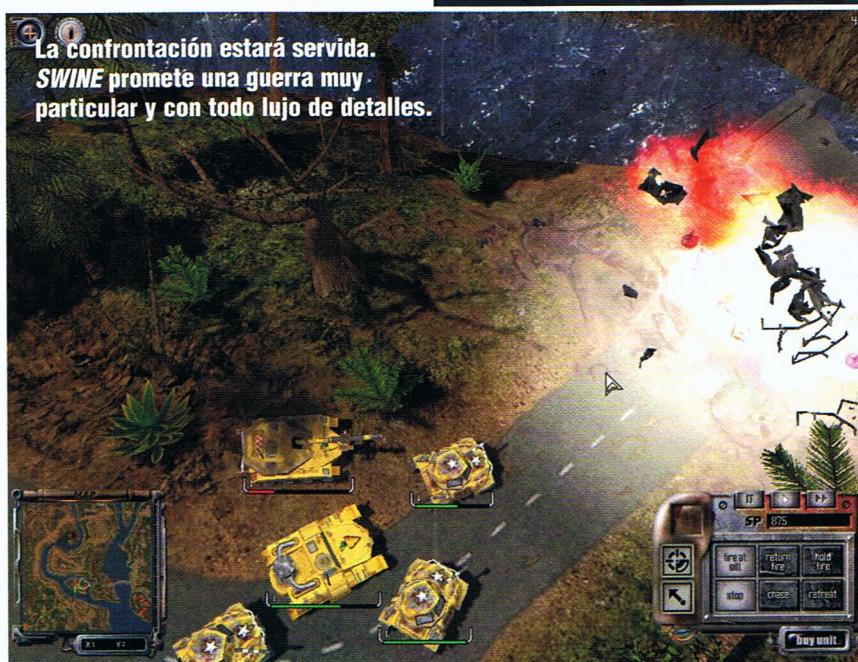 La confrontación estará servida.
SWINE promete una guerra muy
particular y con todo lujo de detalles.
MAP
X: Y:
SP 875
fire at will
return fire
hold fire
stop
chase
retreat
buy unit